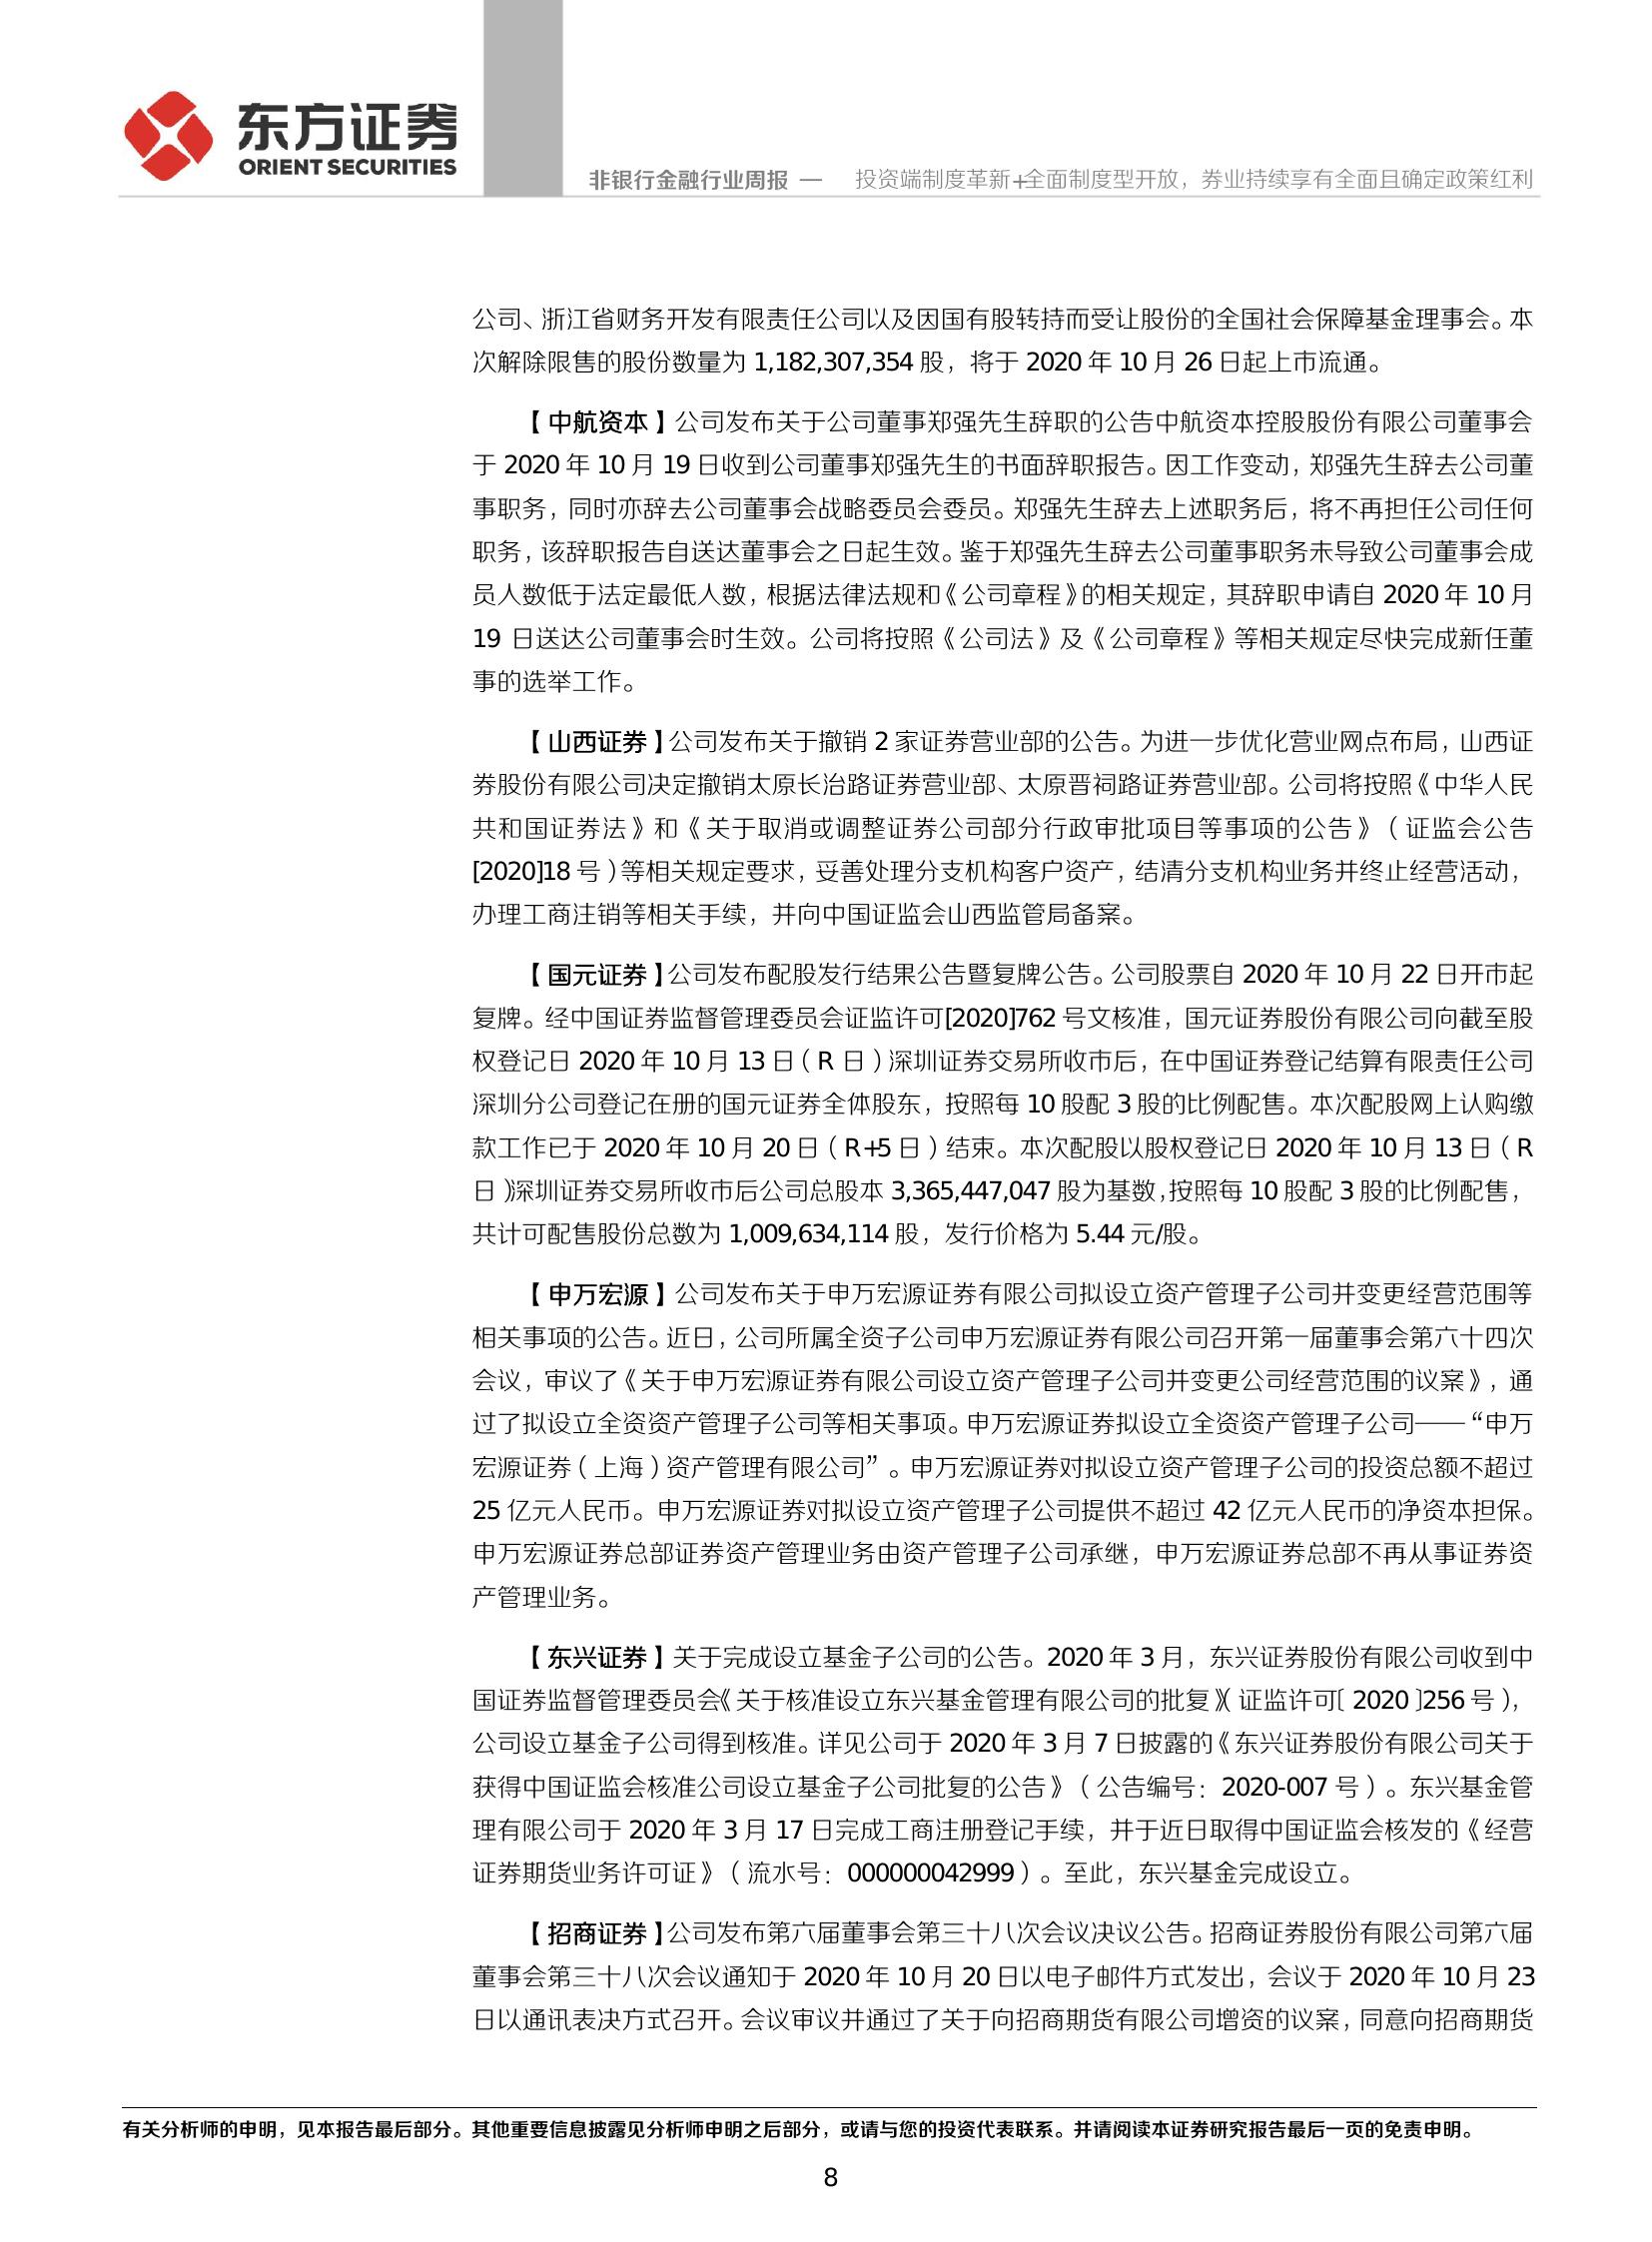 东方证券
ORIENT SECURITIES
非银行金融行业周报 — 投资端制度革新+全面制度型开放，券业持续享有全面且确定政策红利
公司、浙江省财务开发有限责任公司以及因国有股转持而受让股份的全国社会保障基金理事会。本
次解除限售的股份数量为 1,182,307,354 股，将于 2020 年 10 月 26 日起上市流通。
【中航资本】公司发布关于公司董事郑强先生辞职的公告中航资本控股股份有限公司董事会
于 2020 年 10 月 19 日收到公司董事郑强先生的书面辞职报告。因工作变动，郑强先生辞去公司董
事职务，同时亦辞去公司董事会战略委员会委员。郑强先生辞去上述职务后，将不再担任公司任何
职务，该辞职报告自送达董事会之日起生效。鉴于郑强先生辞去公司董事职务未导致公司董事会成
员人数低于法定最低人数，根据法律法规和《公司章程》的相关规定，其辞职申请自 2020 年 10 月
19 日送达公司董事会时生效。公司将按照《公司法》及《公司章程》等相关规定尽快完成新任董
事的选举工作。
【山西证券】公司发布关于撤销 2 家证券营业部的公告。为进一步优化营业网点布局，山西证
券股份有限公司决定撤销太原长治路证券营业部、太原晋祠路证券营业部。公司将按照《中华人民
共和国证券法》和《关于取消或调整证券公司部分行政审批项目等事项的公告》（证监会公告
[2020]18 号）等相关规定要求，妥善处理分支机构客户资产，结清分支机构业务并终止经营活动，
办理工商注销等相关手续，并向中国证监会山西监管局备案。
【国元证券】公司发布配股发行结果公告暨复牌公告。公司股票自 2020 年 10 月 22 日开市起
复牌。经中国证券监督管理委员会证监许可[2020]762 号文核准，国元证券股份有限公司向截至股
权登记日 2020 年 10 月 13 日（R 日）深圳证券交易所收市后，在中国证券登记结算有限责任公司
深圳分公司登记在册的国元证券全体股东，按照每 10 股配 3 股的比例配售。本次配股网上认购缴
款工作已于 2020 年 10 月 20 日（R+5 日）结束。本次配股以股权登记日 2020 年 10 月 13 日（R
日）深圳证券交易所收市后公司总股本 3,365,447,047 股为基数，按照每 10 股配 3 股的比例配售，
共计可配售股份总数为 1,009,634,114 股，发行价格为 5.44 元/股。
【申万宏源】公司发布关于申万宏源证券有限公司拟设立资产管理子公司并变更经营范围等
相关事项的公告。近日，公司所属全资子公司申万宏源证券有限公司召开第一届董事会第六十四次
会议，审议了《关于申万宏源证券有限公司设立资产管理子公司并变更公司经营范围的议案》，通
过了拟设立全资资产管理子公司等相关事项。申万宏源证券拟设立全资资产管理子公司——“申万
宏源证券（上海）资产管理有限公司”。申万宏源证券对拟设立资产管理子公司的投资总额不超过
25 亿元人民币。申万宏源证券对拟设立资产管理子公司提供不超过 42 亿元人民币的净资本担保。
申万宏源证券总部证券资产管理业务由资产管理子公司承继，申万宏源证券总部不再从事证券资
产管理业务。
【东兴证券】关于完成设立基金子公司的公告。2020 年 3 月，东兴证券股份有限公司收到中
国证券监督管理委员会《关于核准设立东兴基金管理有限公司的批复》（证监许可〔2020〕256 号），
公司设立基金子公司得到核准。详见公司于 2020 年 3 月 7 日披露的《东兴证券股份有限公司关于
获得中国证监会核准公司设立基金子公司批复的公告》（公告编号：2020-007 号）。东兴基金管
理有限公司于 2020 年 3 月 17 日完成工商注册登记手续，并于近日取得中国证监会核发的《经营
证券期货业务许可证》（流水号：000000042999）。至此，东兴基金完成设立。
【招商证券】公司发布第六届董事会第三十八次会议决议公告。招商证券股份有限公司第六届
董事会第三十八次会议通知于 2020 年 10 月 20 日以电子邮件方式发出，会议于 2020 年 10 月 23
日以通讯表决方式召开。会议审议并通过了关于向招商期货有限公司增资的议案，同意向招商期货
有关分析师的申明，见本报告最后部分。其他重要信息披露见分析师申明之后部分，或请与您的投资代表联系。并请阅读本证券研究报告最后一页的免责申明。
8